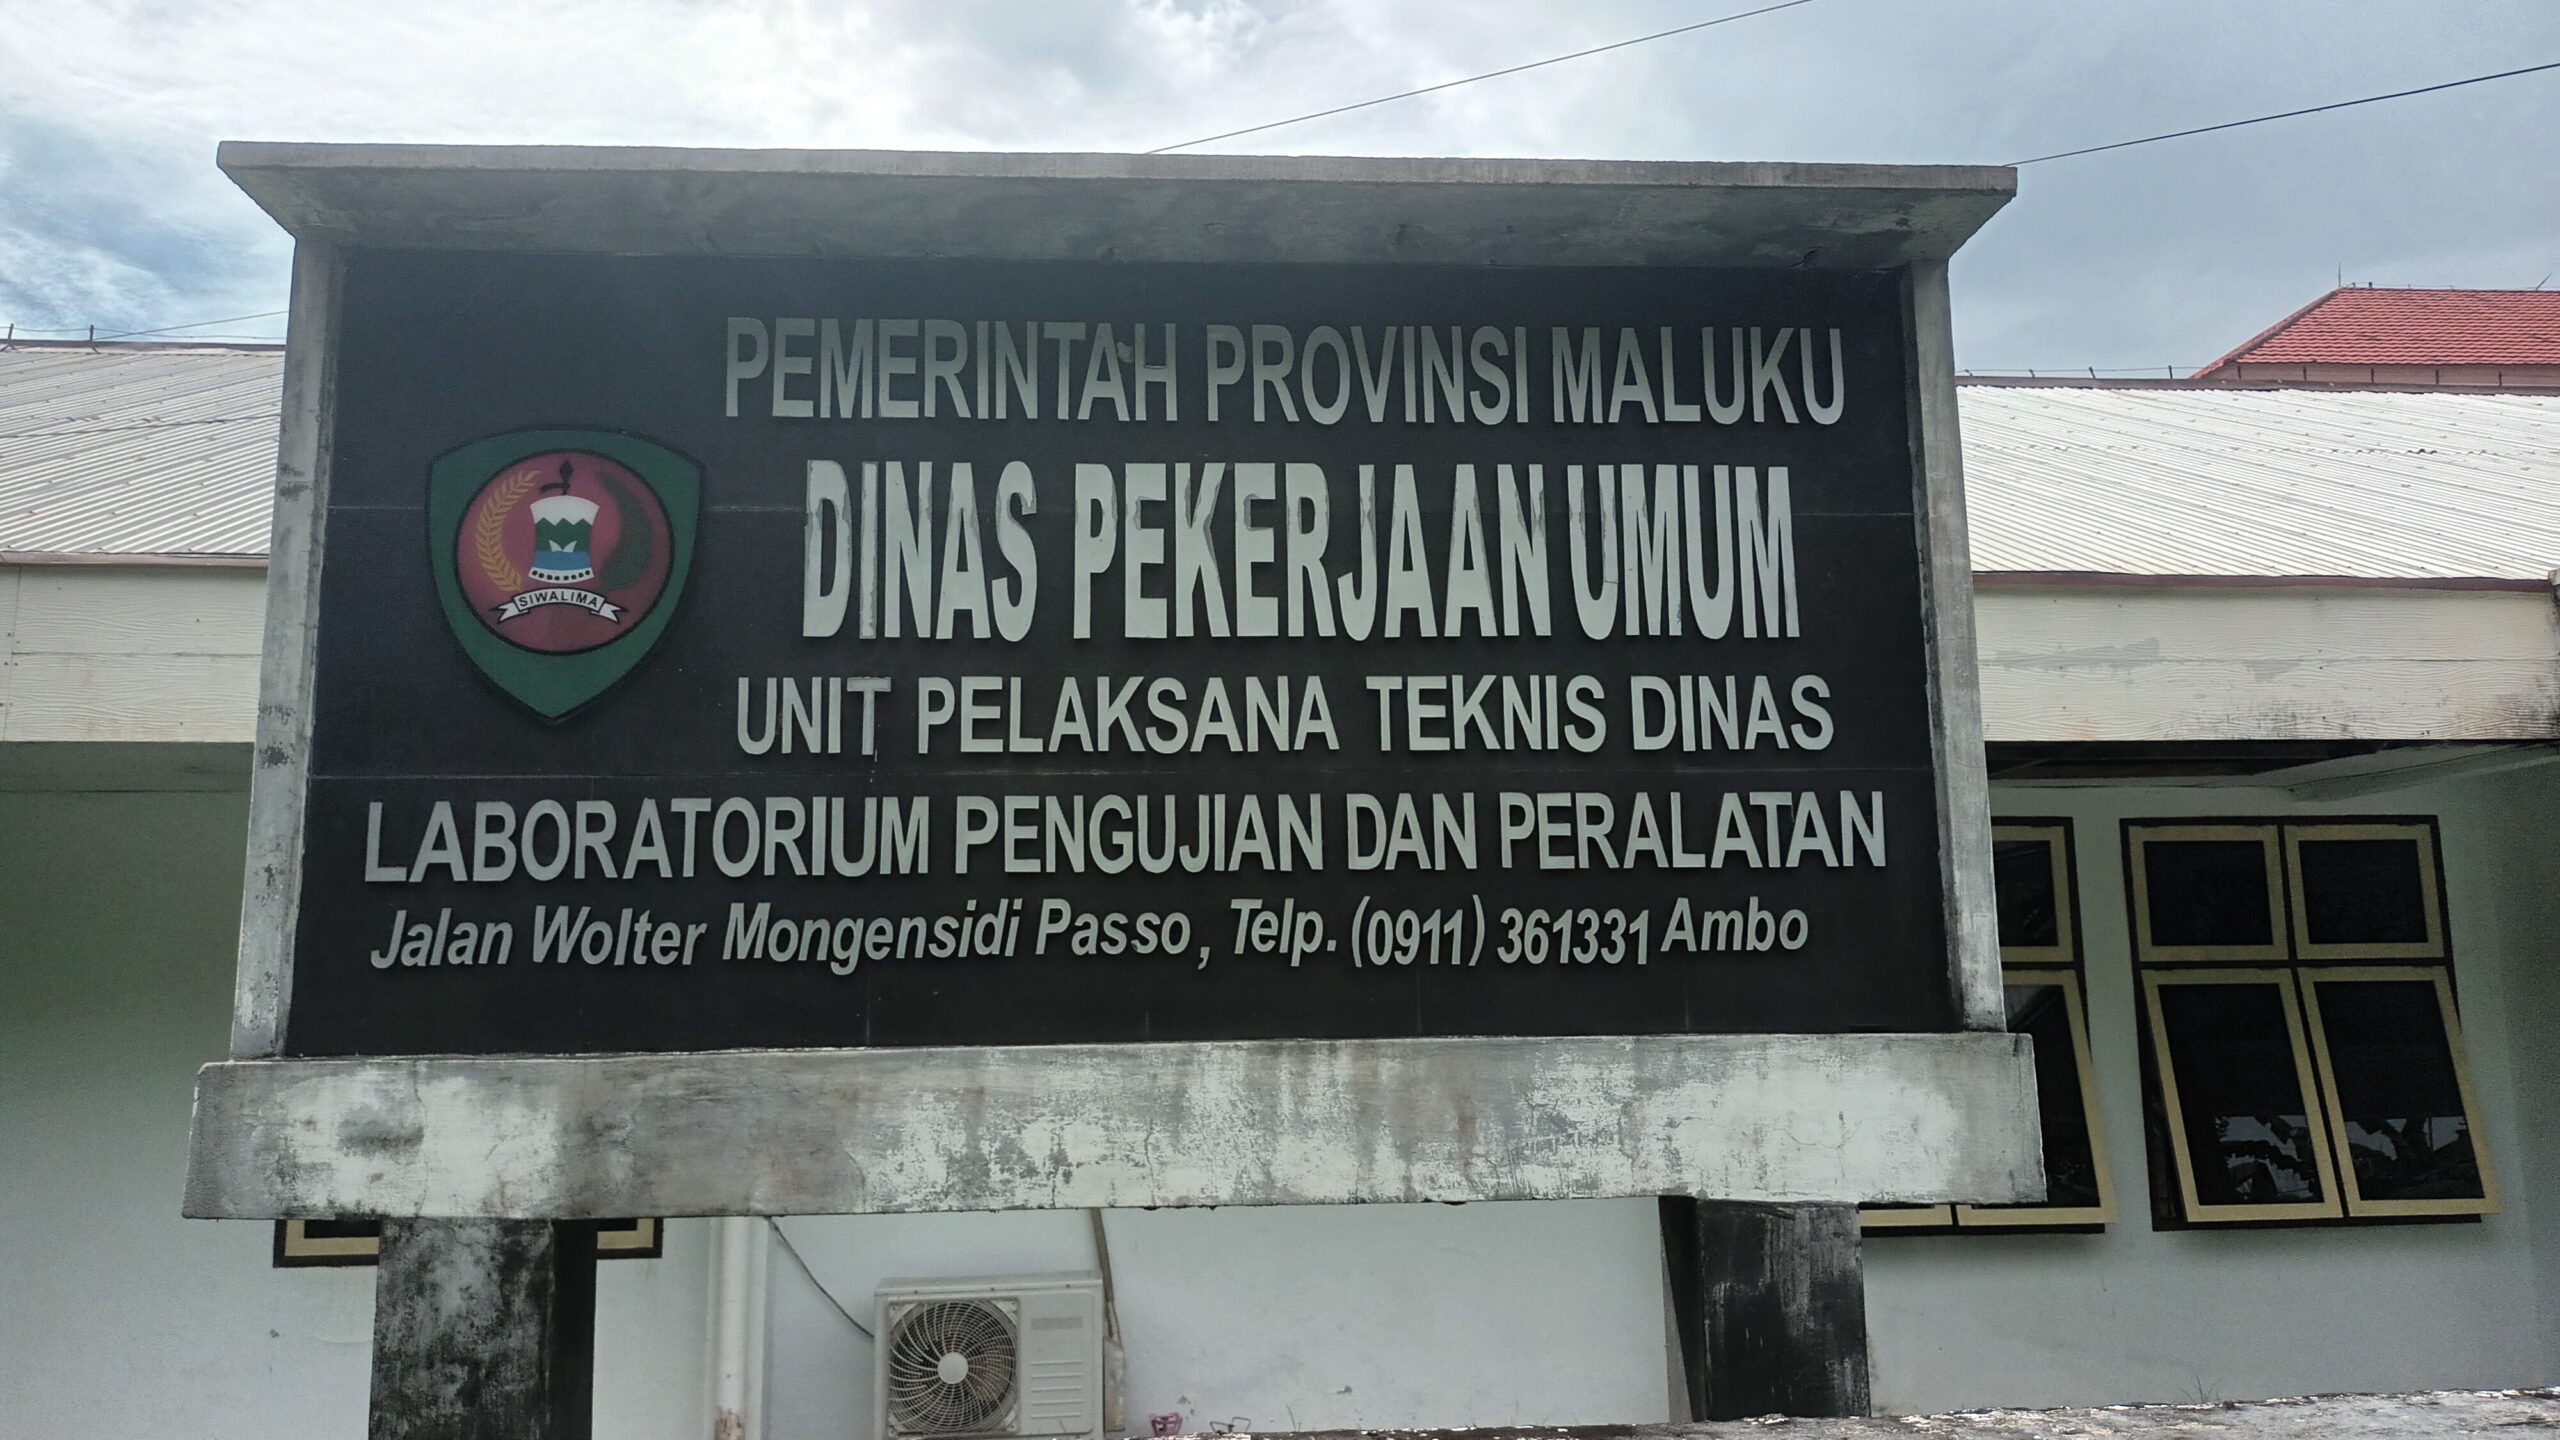 PEMERINTAH PROVINSI MALUKU
DINAS PEKERJAAN UMUM
SIWALIMA
UNIT PELAKSANA TEKNIS DINAS
LABORATORIUM PENGUJIAN DAN PERALATAN
Jalan Wolter Mongensidi Passo, Telp. (0911) 361331 Ambo